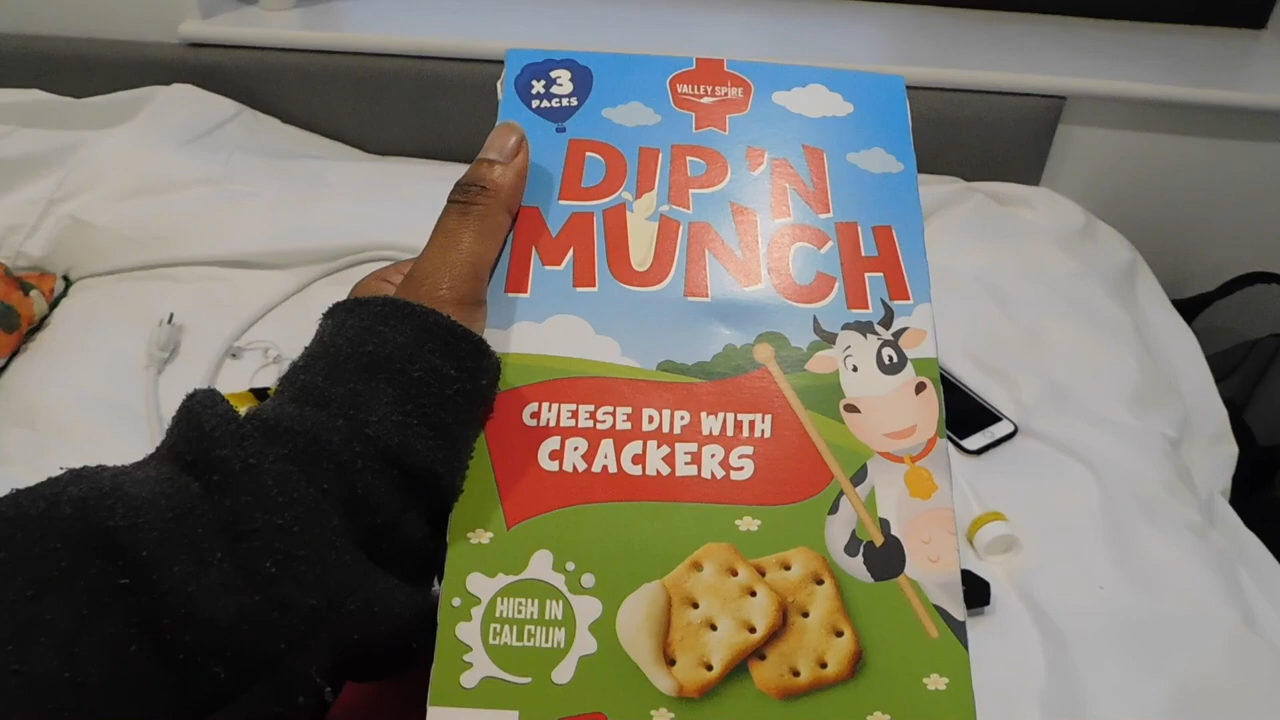 x3
PACKS
VALLEY SPIRE
DIP 'N
MUNCH
CHEESE DIP WITH
CRACKERS
HIGH IN
CALCIUM